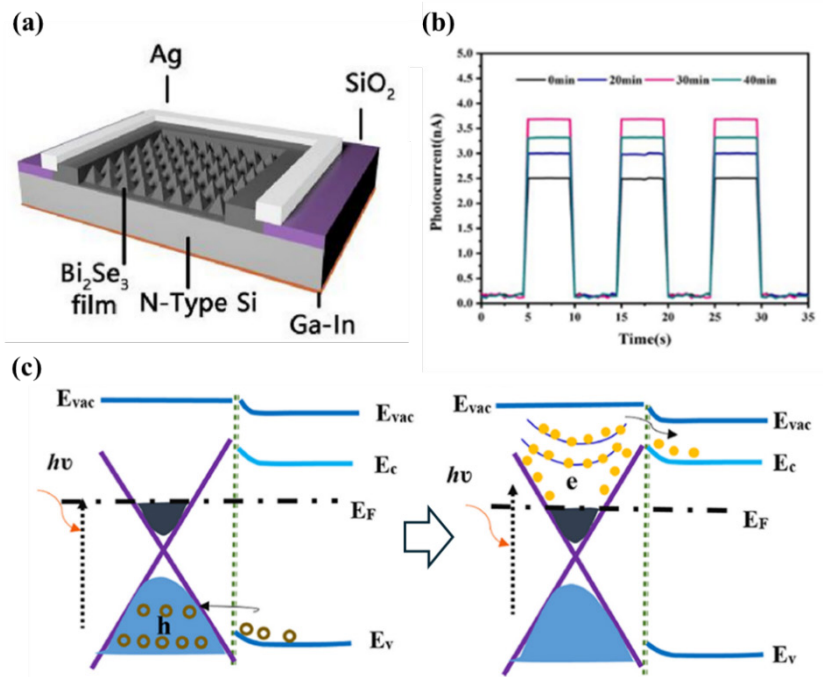 (a)
Ag
SiO₂
Bi₂Se₃
film
N-Type Si
Ga-In
(b)
0min 20min 30min 40min
Photocurrent(nA)
5.0
4.5
4.0
3.5
3.0
2.5
2.0
1.5
1.0
0.5
0.0
0 5 10 15 20 25 30 35
Time(s)
(c)
Evac
Evac
hυ
Ec
EF
h
Ev
Evac
Evac
hυ
e
Ec
EF
Ev